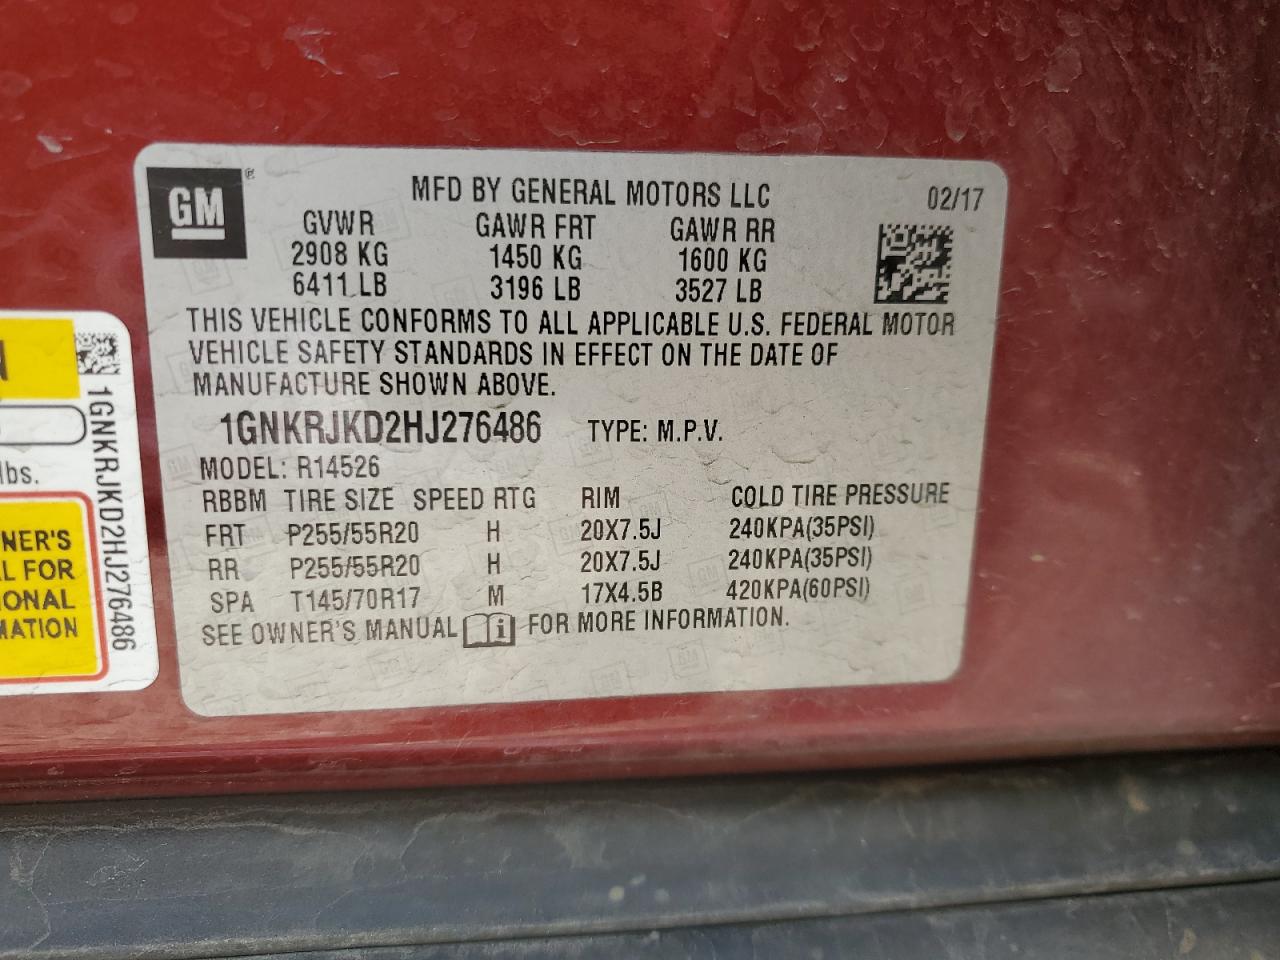 GM®
MFD BY GENERAL MOTORS LLC 02/17
GVWR GAWR FRT GAWR RR
2908 KG 1450 KG 1600 KG
6411 LB 3196 LB 3527 LB
THIS VEHICLE CONFORMS TO ALL APPLICABLE U.S. FEDERAL MOTOR
VEHICLE SAFETY STANDARDS IN EFFECT ON THE DATE OF
MANUFACTURE SHOWN ABOVE.
1GNKRJKD2HJ276486 TYPE: M.P.V.
MODEL: R14526
RBBM TIRE SIZE SPEED RTG RIM COLD TIRE PRESSURE
FRT P255/55R20 H 20X7.5J 240KPA(35PSI)
RR P255/55R20 H 20X7.5J 240KPA(35PSI)
SPA T145/70R17 M 17X4.5B 420KPA(60PSI)
SEE OWNER'S MANUAL FOR MORE INFORMATION.
N
lbs.
NER'S
L FOR
IONAL
MATION
1GNKRJKD2HJ276486